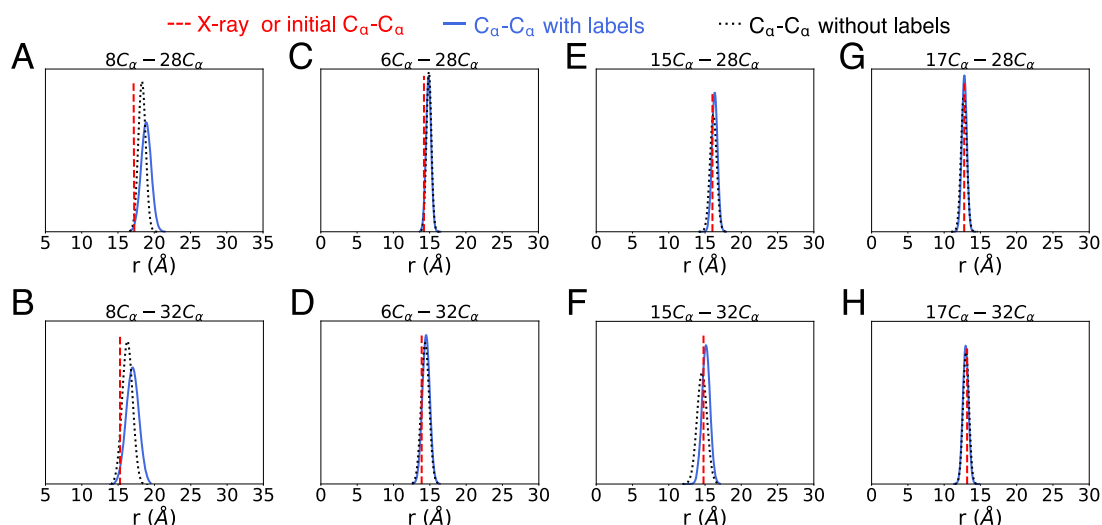 X-ray or initial Cα-Cα
Cα-Cα with labels
Cα-Cα without labels
A
8Cα − 28Cα
C
6Cα − 28Cα
E
15Cα − 28Cα
G
17Cα − 28Cα
5 10 15 20 25 30 35
0 5 10 15 20 25 30
0 5 10 15 20 25 30
0 5 10 15 20 25 30
r (Å)
r (Å)
r (Å)
r (Å)
B
8Cα − 32Cα
D
6Cα − 32Cα
F
15Cα − 32Cα
H
17Cα − 32Cα
5 10 15 20 25 30 35
0 5 10 15 20 25 30
0 5 10 15 20 25 30
0 5 10 15 20 25 30
r (Å)
r (Å)
r (Å)
r (Å)